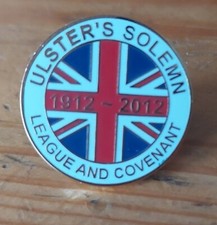 ULSTER'S SOLEMN
1912 ~ 2012
LEAGUE AND COVENANT